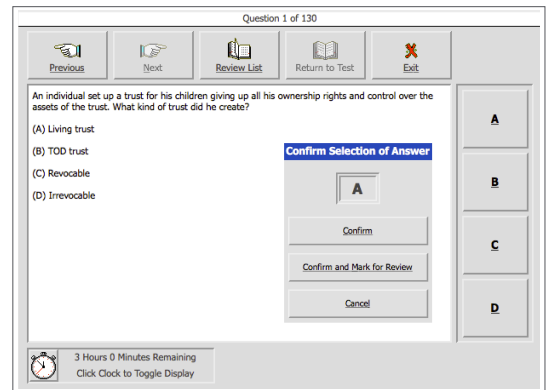 Question 1 of 130
Previous
Next
Review List
Return to Test
Exit
An individual set up a trust for his children giving up all his ownership rights and control over the
assets of the trust. What kind of trust did he create?
(A) Living trust
(B) TOD trust
(C) Revocable
(D) Irrevocable
Confirm Selection of Answer
A
Confirm
Confirm and Mark for Review
Cancel
A
B
C
D
3 Hours 0 Minutes Remaining
Click Clock to Toggle Display